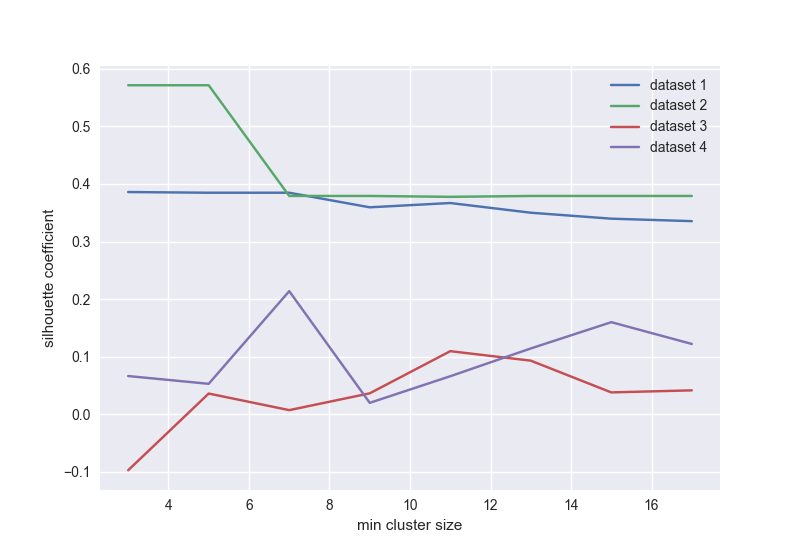 0.6
0.5
0.4
0.3
0.2
0.1
0.0
−0.1
silhouette coefficient
4 6 8 10 12 14 16
min cluster size
dataset 1
dataset 2
dataset 3
dataset 4